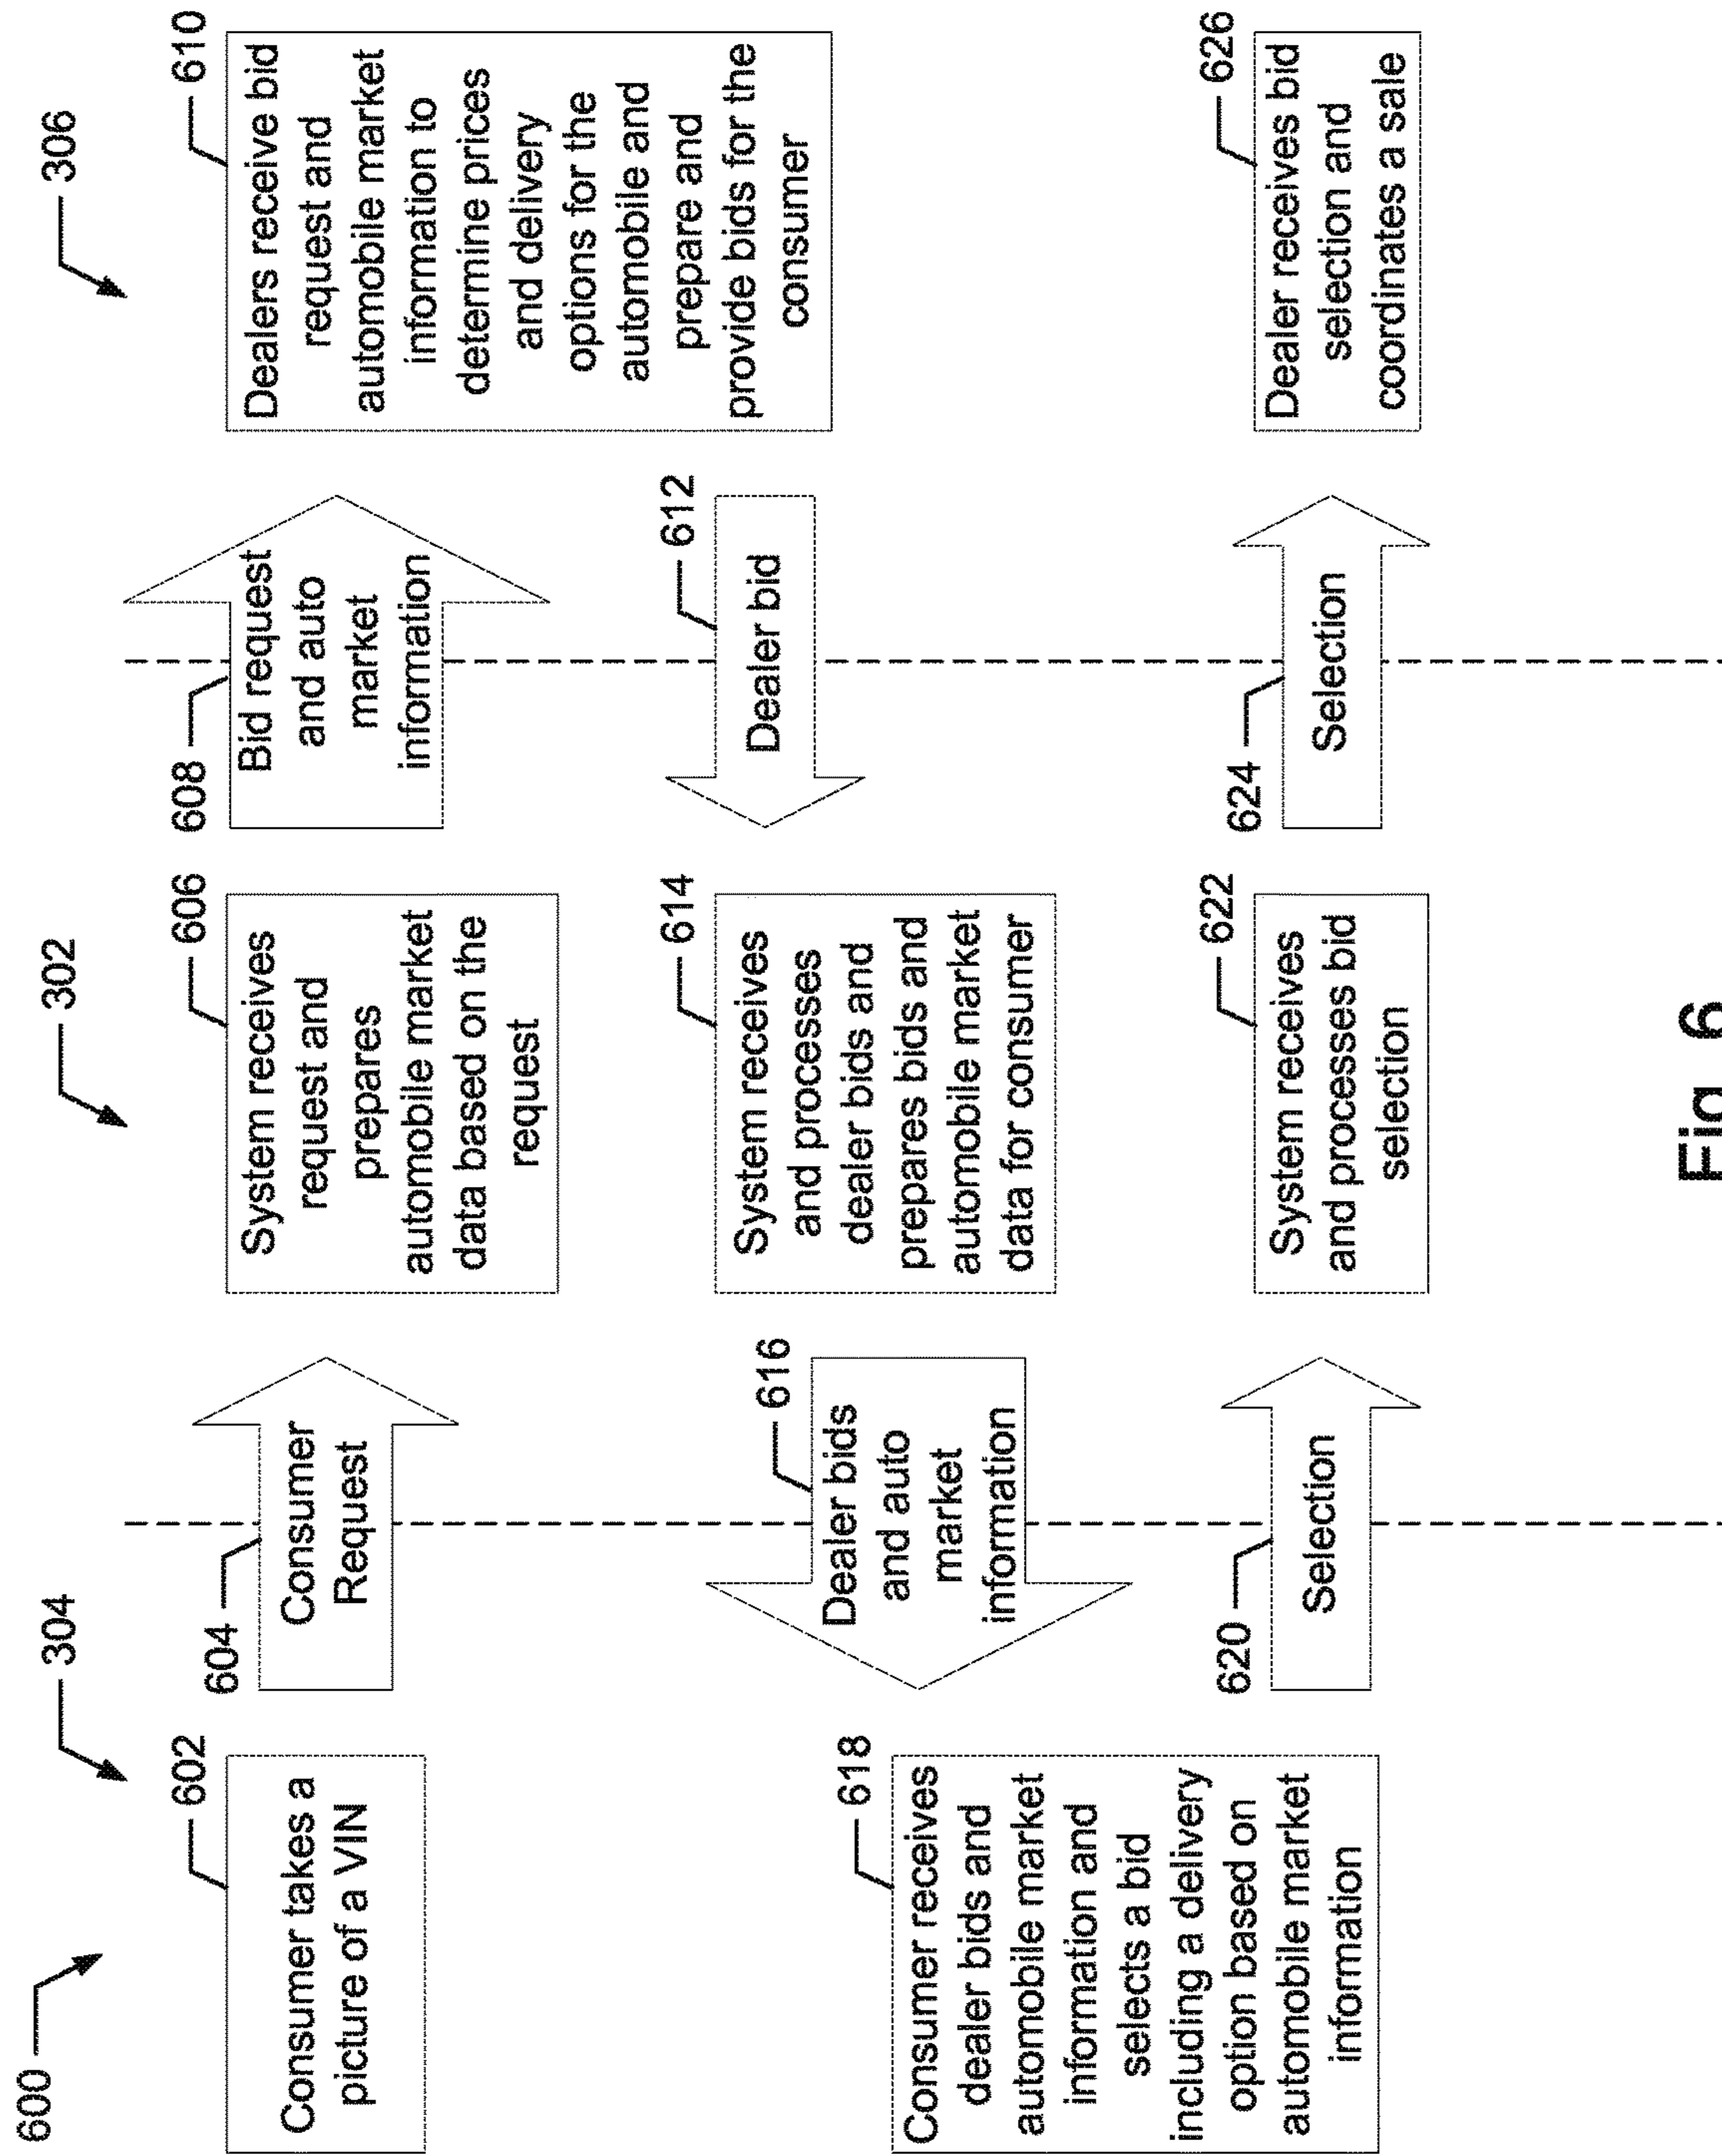 600
304
302
306
602
Consumer takes a
picture of a VIN
604
Consumer
Request
606
System receives
request and
prepares
automobile market
data based on the
request
608
Bid request
and auto
market
information
610
Dealers receive bid
request and
automobile market
information to
determine prices
and delivery
options for the
automobile and
prepare and
provide bids for the
consumer
612
Dealer bid
614
System receives
and processes
dealer bids and
prepares bids and
automobile market
data for consumer
616
Dealer bids
and auto
market
information
618
Consumer receives
dealer bids and
automobile market
information and
selects a bid
including a delivery
option based on
automobile market
information
620
Selection
622
System receives
and processes bid
selection
624
Selection
626
Dealer receives bid
selection and
coordinates a sale
Fig. 6